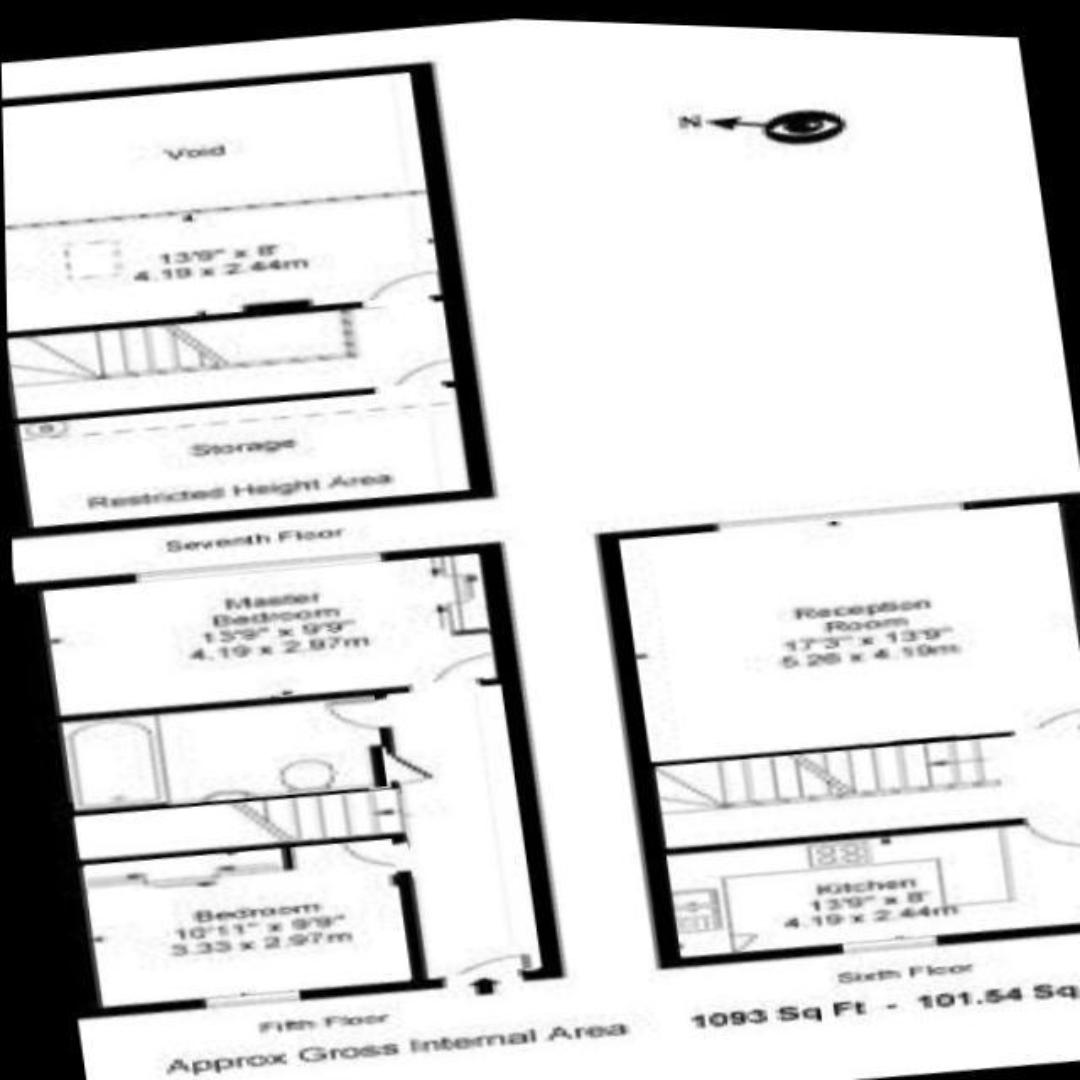 N
Void
13'9" x 8'
4.19 x 2.44m
Storage
Restricted Height Area
Seventh Floor
Master
Bedroom
13'9" x 9'9"
4.19 x 2.97m
Reception
Room
17'3" x 13'9"
5.26 x 4.19m
Bedroom
10'11" x 9'9"
3.33 x 2.97m
Kitchen
13'9" x 8'
4.19 x 2.44m
Fifth Floor
Sixth Floor
Approx Gross Internal Area 1093 Sq Ft - 101.54 Sq